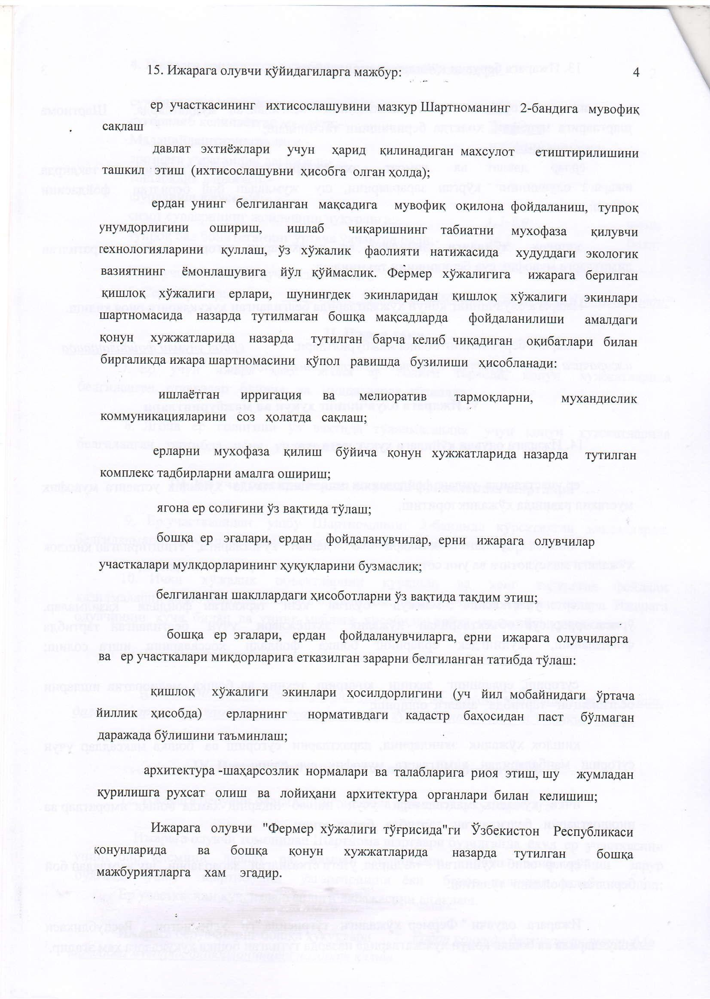 15. Ижарага олувчи қўйидагиларга мажбур: 4
ер участкасининг ихтисослашувини мазкур Шартноманинг 2-бандига мувофиқ
сақлаш
давлат эхтиёжлари учун ҳарид қилинадиган махсулот етиштирилишини
ташкил этиш (ихтисослашувни ҳисобга олган ҳолда);
ердан унинг белгиланган мақсадига мувофиқ оқилона фойдаланиш, тупроқ
унумдорлигини ошириш, ишлаб чиқаришнинг табиатни мухофаза қилувчи
технологияларини қуллаш, ўз хўжалик фаолияти натижасида худуддаги экологик
вазиятнинг ёмонлашувига йўл қўймаслик. Фермер хўжалигига ижарага берилган
қишлоқ хўжалиги ерлари, шунингдек экинларидан қишлоқ хўжалиги экинлари
шартномасида назарда тутилмаган бошқа мақсадларда фойдаланилиши амалдаги
қонун хужжатларида назарда тутилган барча келиб чиқадиган оқибатлари билан
биргаликда ижара шартномасини қўпол равишда бузилиши ҳисобланади:
ишлаётган ирригация ва мелиоратив тармоқларни, мухандислик
коммуникацияларини соз ҳолатда сақлаш;
ерларни мухофаза қилиш бўйича қонун хужжатларида назарда тутилган
комплекс тадбирларни амалга ошириш;
ягона ер солиғини ўз вақтида тўлаш;
бошқа ер эгалари, ердан фойдаланувчилар, ерни ижарага олувчилар
участкалари мулкдорларининг ҳуқуқларини бузмаслик;
белгиланган шакллардаги ҳисоботларни ўз вақтида тақдим этиш;
бошқа ер эгалари, ердан фойдаланувчиларга, ерни ижарага олувчиларга
ва ер участкалари миқдорларига етказилган зарарни белгиланган татибда тўлаш:
қишлоқ хўжалиги экинлари ҳосилдорлигини (уч йил мобайнидаги ўртача
йиллик ҳисобда) ерларнинг нормативдаги кадастр баҳосидан паст бўлмаган
даражада бўлишини таъминлаш;
архитектура -шаҳарсозлик нормалари ва талабларига риоя этиш, шу жумладан
қурилишга рухсат олиш ва лойиҳани архитектура органлари билан келишиш;
Ижарага олувчи "Фермер хўжалиги тўғрисида"ги Ўзбекистон Республикаси
қонунларида ва бошқа қонун хужжатларида назарда тутилган бошқа
мажбуриятларга хам эгадир.